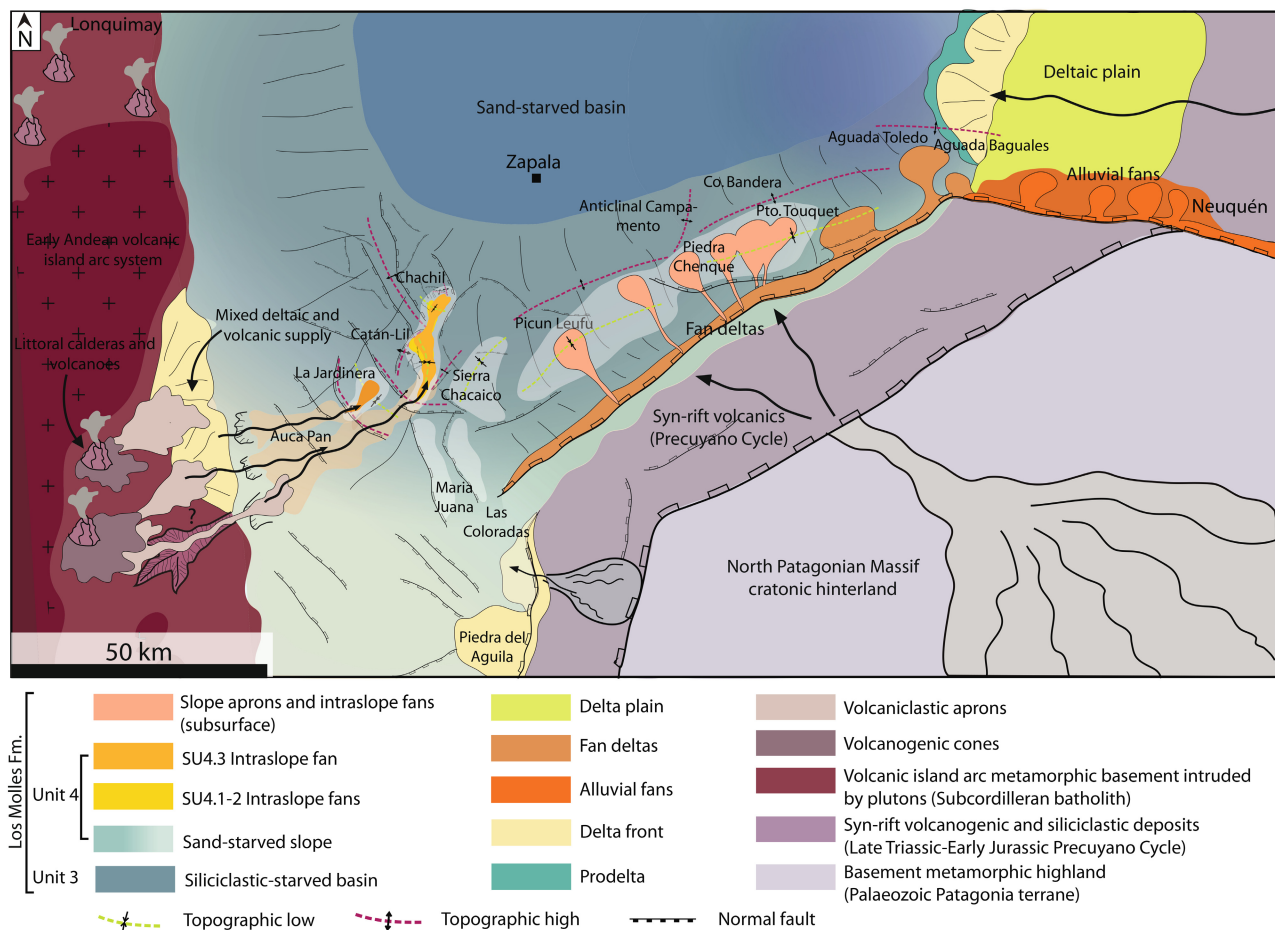 N
Lonquimay
Sand-starved basin
Zapala
Deltaic plain
Aguada Toledo
Aguada Baguales
Alluvial fans
Neuquén
Co. Bandera
Anticlinal Campa-
mento
Pto. Touquet
Piedra
Chenque
Early Andean volcanic
island arc system
Chachil
Mixed deltaic and
volcanic supply
Catán-Lil
Picun Leufu
Fan deltas
Littoral calderas and
volcanoes
La Jardinera
Sierra
Chacaico
Syn-rift volcanics
(Precuyano Cycle)
Auca Pan
Maria
Juana
Las
Coloradas
?
North Patagonian Massif
cratonic hinterland
Piedra del
Aguila
50 km
Los Molles Fm.
Unit 4
Unit 3
Slope aprons and intraslope fans
(subsurface)
SU4.3 Intraslope fan
SU4.1-2 Intraslope fans
Sand-starved slope
Siliciclastic-starved basin
Delta plain
Fan deltas
Alluvial fans
Delta front
Prodelta
Volcaniclastic aprons
Volcanogenic cones
Volcanic island arc metamorphic basement intruded
by plutons (Subcordilleran batholith)
Syn-rift volcanogenic and siliciclastic deposits
(Late Triassic-Early Jurassic Precuyano Cycle)
Basement metamorphic highland
(Palaeozoic Patagonia terrane)
Topographic low
Topographic high
Normal fault